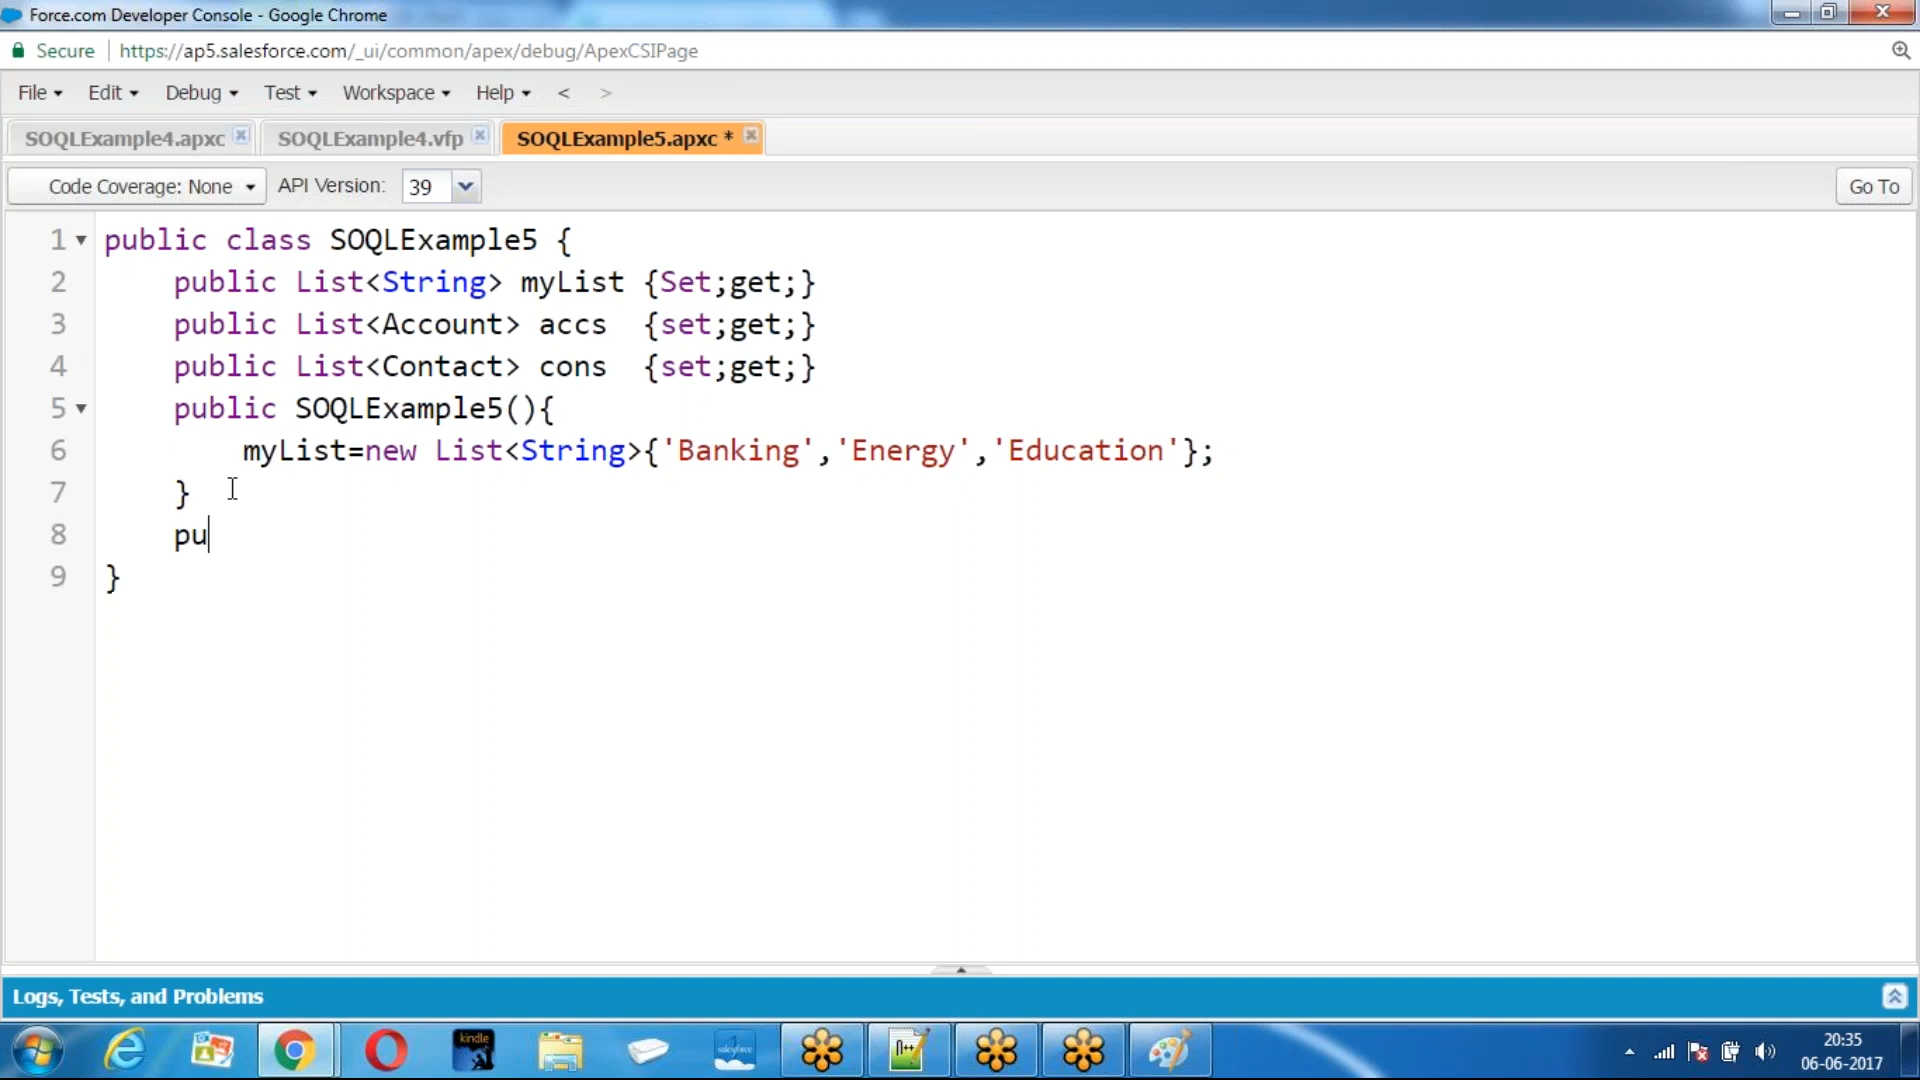 Force.com Developer Console - Google Chrome
Secure https://ap5.salesforce.com/_ui/common/apex/debug/ApexCSIPage
File Edit Debug Test Workspace Help < >
SOQLExample4.apxc SOQLExample4.vfp SOQLExample5.apxc *
Code Coverage: None API Version: 39 Go To
1 public class SOQLExample5 {
2 public List<String> myList {Set;get;}
3 public List<Account> accs {set;get;}
4 public List<Contact> cons {set;get;}
5 public SOQLExample5(){
6 myList=new List<String>{'Banking','Energy','Education'};
7 }
8 pu
9 }
Logs, Tests, and Problems
kindle
salesforce
20:35
06-06-2017